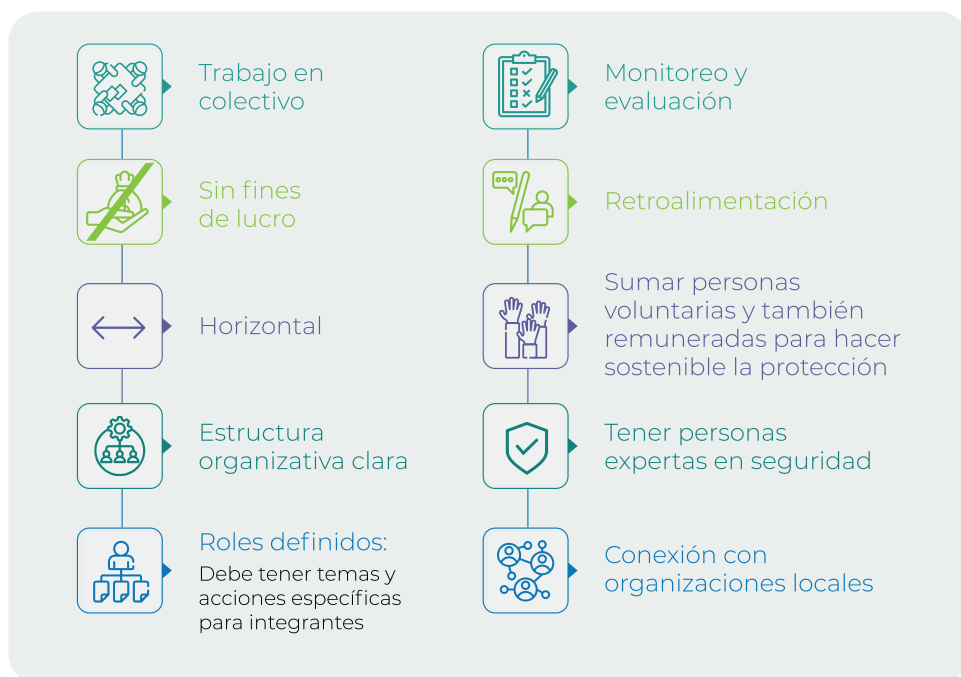 Trabajo en
colectivo
Sin fines
de lucro
Horizontal
Estructura
organizativa clara
Roles definidos:
Debe tener temas y
acciones específicas
para integrantes
Monitoreo y
evaluación
Retroalimentación
Sumar personas
voluntarias y también
remuneradas para hacer
sostenible la protección
Tener personas
expertas en seguridad
Conexión con
organizaciones locales